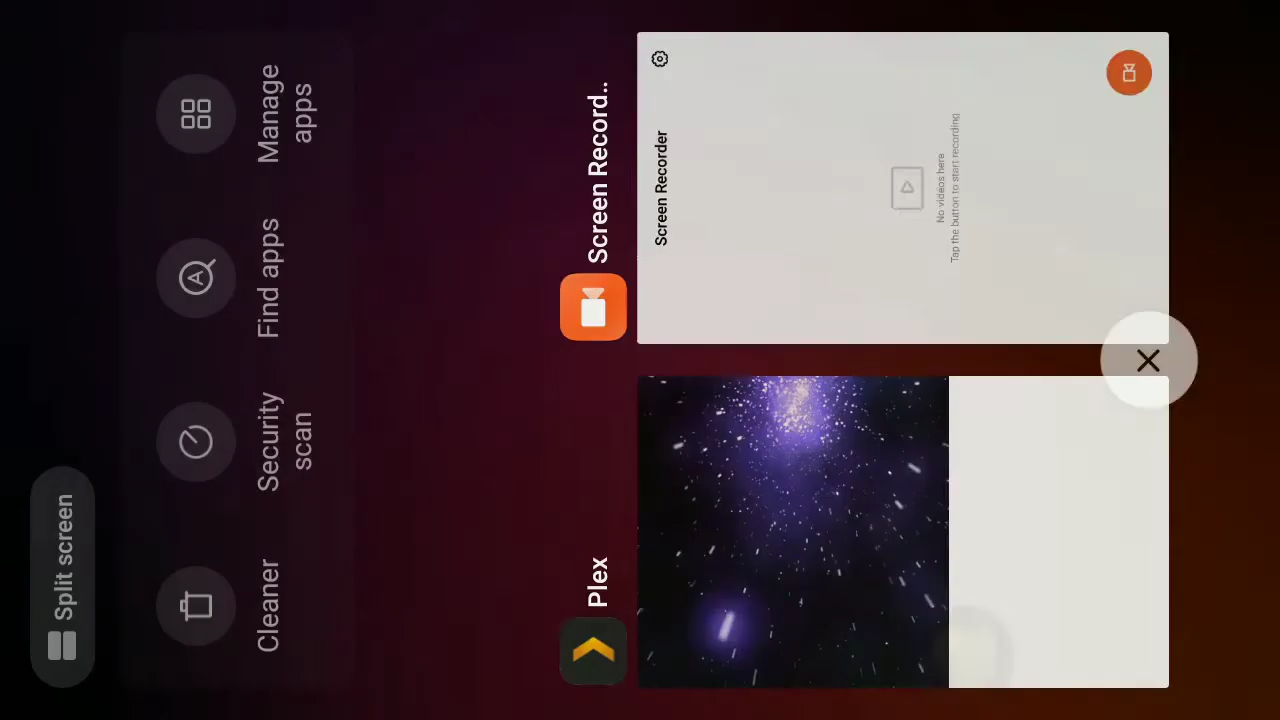 Split screen
Cleaner
Security
scan
Find apps
Manage
apps
Plex
Screen Record..
Screen Recorder
No videos here
Tap the button to start recording